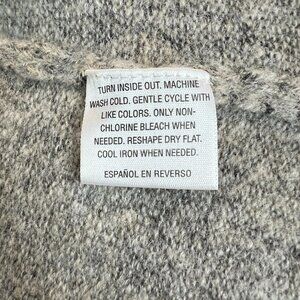 TURN INSIDE OUT. MACHINE
WASH COLD. GENTLE CYCLE WITH
LIKE COLORS. ONLY NON-
CHLORINE BLEACH WHEN
NEEDED. RESHAPE DRY FLAT.
COOL IRON WHEN NEEDED.
ESPAÑOL EN REVERSO